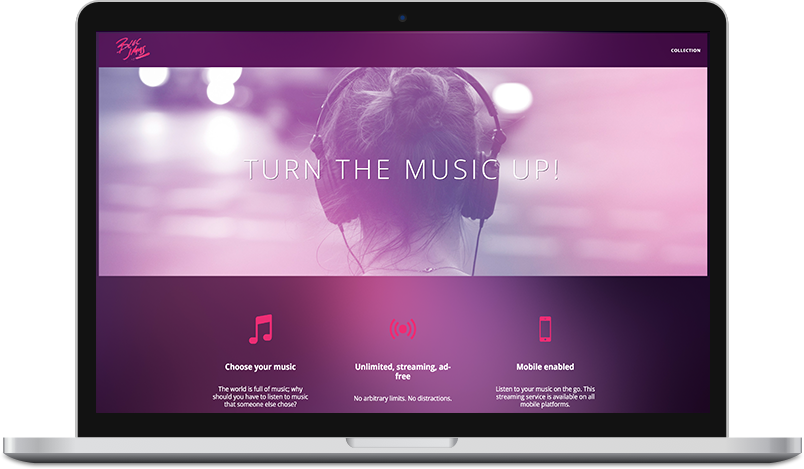 Bloc
Jams
COLLECTION
TURN THE MUSIC UP!
Choose your music
The world is full of music; why
should you have to listen to music
that someone else chose?
Unlimited, streaming, ad-
free
No arbitrary limits. No distractions.
Mobile enabled
Listen to your music on the go. This
streaming service is available on all
mobile platforms.